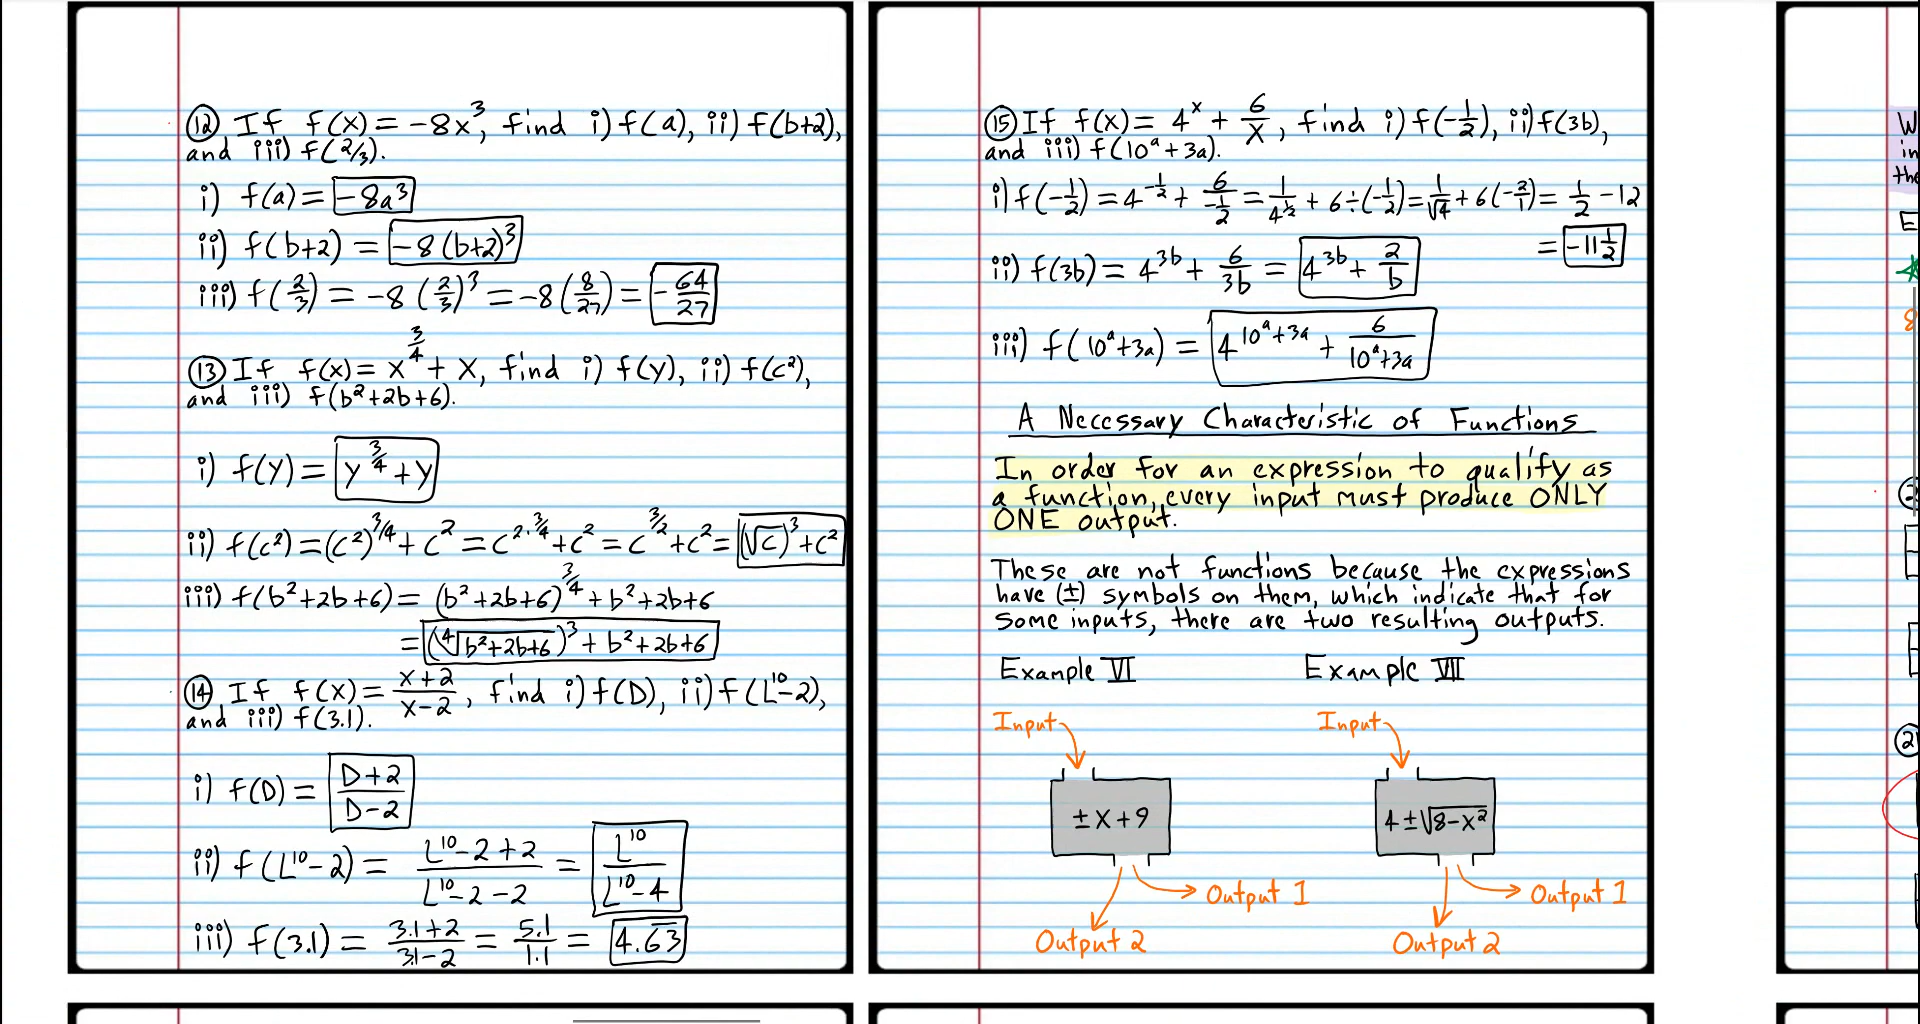 ⑫ If f(x) = -8x³, find i) f(a), ii) f(b+2),
and iii) f(2/3).
i) f(a) = -8a³
ii) f(b+2) = -8(b+2)³
iii) f(2/3) = -8(2/3)³ = -8(8/27) = -64/27
⑬ If f(x) = x^(3/4) + x, find i) f(y), ii) f(c²),
and iii) f(b²+2b+6).
i) f(y) = y^(3/4) + y
ii) f(c²) = (c²)^(3/4) + c² = c^(2·3/4) + c² = c^(3/2) + c² = (√c)³ + c²
iii) f(b²+2b+6) = (b²+2b+6)^(3/4) + b²+2b+6
= (∜(b²+2b+6))³ + b²+2b+6
⑭ If f(x) = (x+2)/(x-2), find i) f(D), ii) f(L¹⁰-2),
and iii) f(3.1).
i) f(D) = (D+2)/(D-2)
ii) f(L¹⁰-2) = (L¹⁰-2+2)/(L¹⁰-2-2) = L¹⁰/(L¹⁰-4)
iii) f(3.1) = (3.1+2)/(3.1-2) = 5.1/1.1 = 4.6̅3̅
⑮ If f(x) = 4^x + 6/x, find i) f(-1/2), ii) f(3b),
and iii) f(10^a+3a).
i) f(-1/2) = 4^(-1/2) + 6/(-1/2) = 1/4^(1/2) + 6÷(-1/2) = 1/√4 + 6(-2/1) = 1/2 - 12
= -11 1/2
ii) f(3b) = 4^(3b) + 6/3b = 4^(3b) + 2/b
iii) f(10^a+3a) = 4^(10^a+3a) + 6/(10^a+3a)
A Necessary Characteristic of Functions
In order for an expression to qualify as
a function, every input must produce ONLY
ONE output.
These are not functions because the expressions
have (±) symbols on them, which indicate that for
some inputs, there are two resulting outputs.
Example VI Example VII
Input Input
±x+9 4±√(8-x²)
Output 1 Output 1
Output 2 Output 2
W
in
the
E
8
②